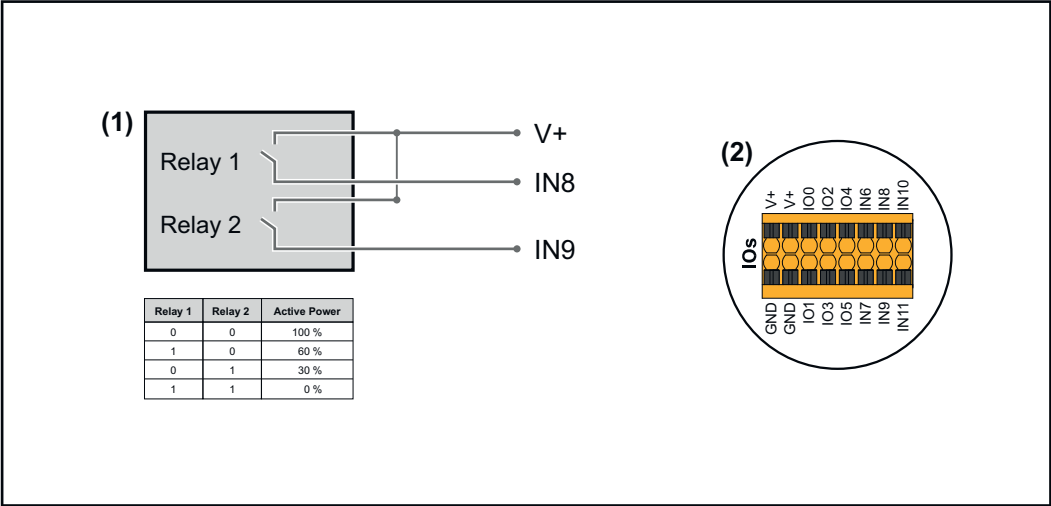 (1)
Relay 1
Relay 2
V+
IN8
IN9
Relay 1 Relay 2 Active Power
0 0 100 %
1 0 60 %
0 1 30 %
1 1 0 %
(2)
V+ V+ IO0 IO2 IO4 IN6 IN8 IN10
IOs
GND GND IO1 IO3 IO5 IN7 IN9 IN11